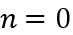 𝑛 = 0